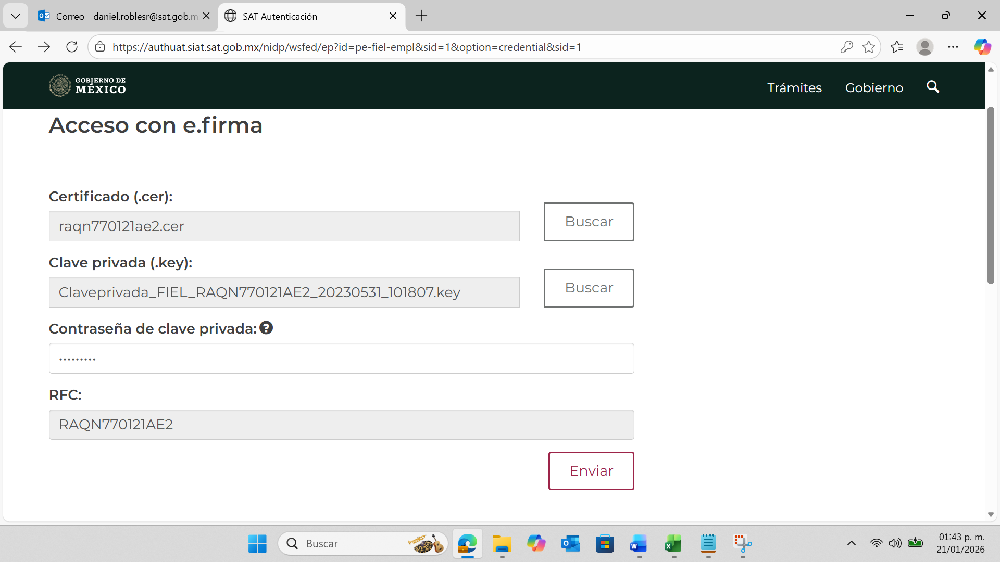 Correo - daniel.roblesr@sat.gob.m
SAT Autenticación
https://authuat.siat.sat.gob.mx/nidp/wsfed/ep?id=pe-fiel-empl&sid=1&option=credential&sid=1
GOBIERNO DE
MÉXICO
Trámites
Gobierno
Acceso con e.firma
Certificado (.cer):
raqn770121ae2.cer
Buscar
Clave privada (.key):
Claveprivada_FIEL_RAQN770121AE2_20230531_101807.key
Buscar
Contraseña de clave privada:
•••••••••
RFC:
RAQN770121AE2
Enviar
Buscar
01:43 p. m.
21/01/2026